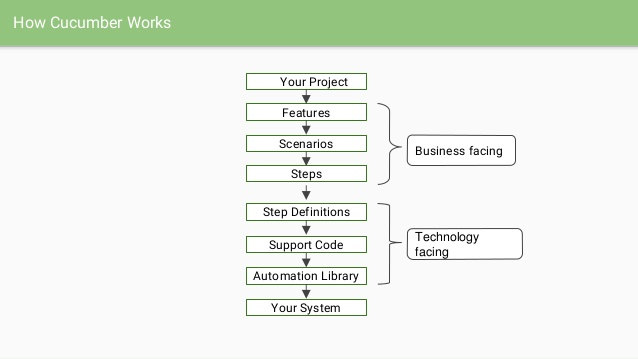 How Cucumber Works
Your Project
Features
Scenarios
Steps
Business facing
Step Definitions
Support Code
Automation Library
Technology
facing
Your System